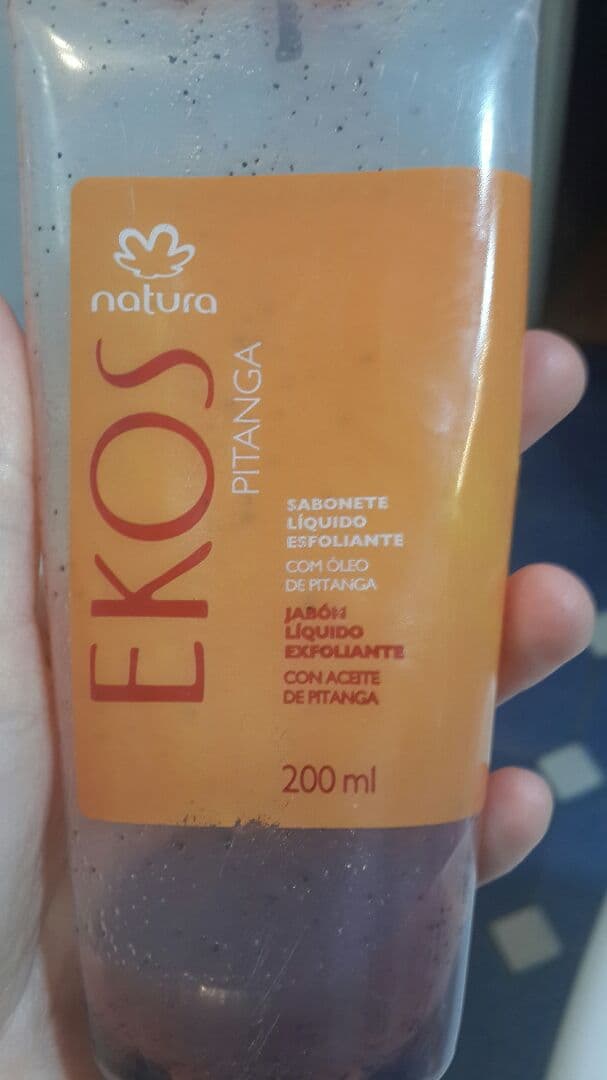 natura
EKOS
PITANGA
SABONETE
LÍQUIDO
ESFOLIANTE
COM ÓLEO
DE PITANGA
JABÓN
LÍQUIDO
EXFOLIANTE
CON ACEITE
DE PITANGA
200 ml